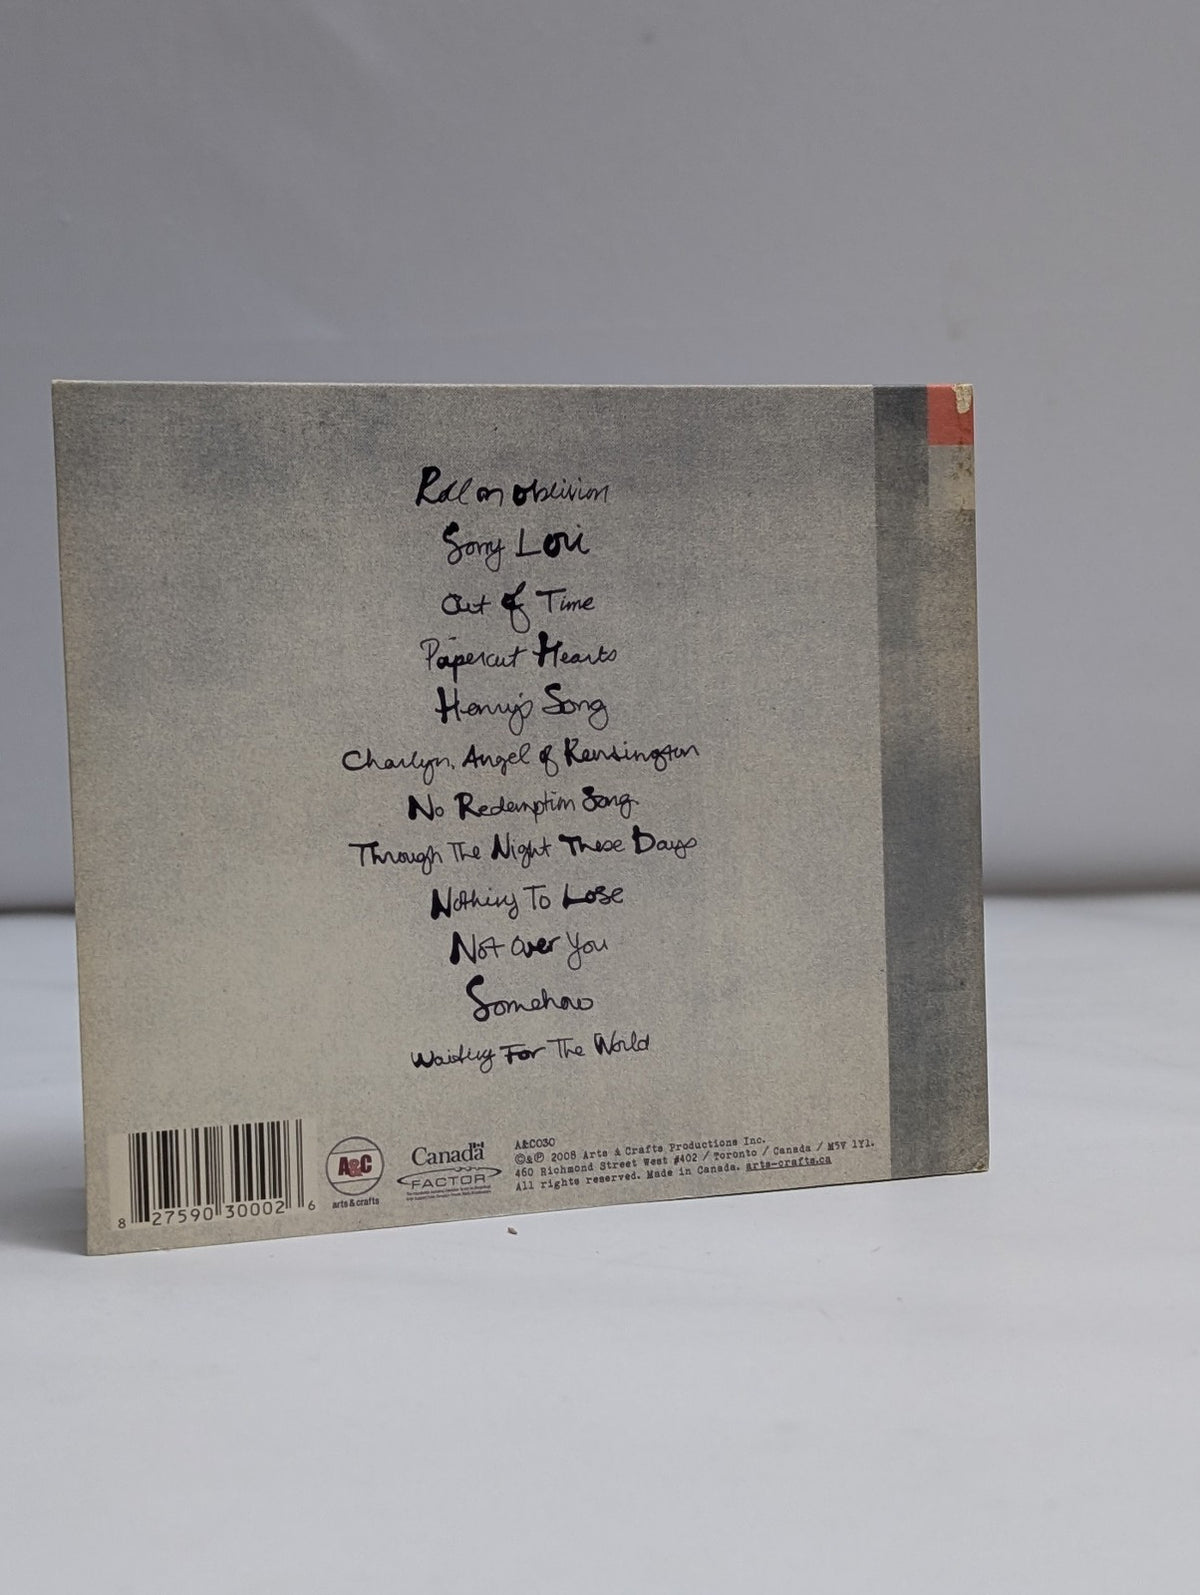 Roll on oblivion
Sorry Lou
Out of Time
Papercut Hearts
Henry's Song
Charlyn, Angel of Kensington
No Redemption Song.
Through The Night These Days
Nothing To Lose
Not Over You
Somehow
Waiting For The World
8 27590 30002 6
A&C
arts & crafts
Canada
FACTOR
A&C030
©&℗ 2008 Arts & Crafts Productions Inc.
460 Richmond Street West #402 / Toronto / Canada / M5V 1Y1.
All rights reserved. Made in Canada. arts-crafts.ca